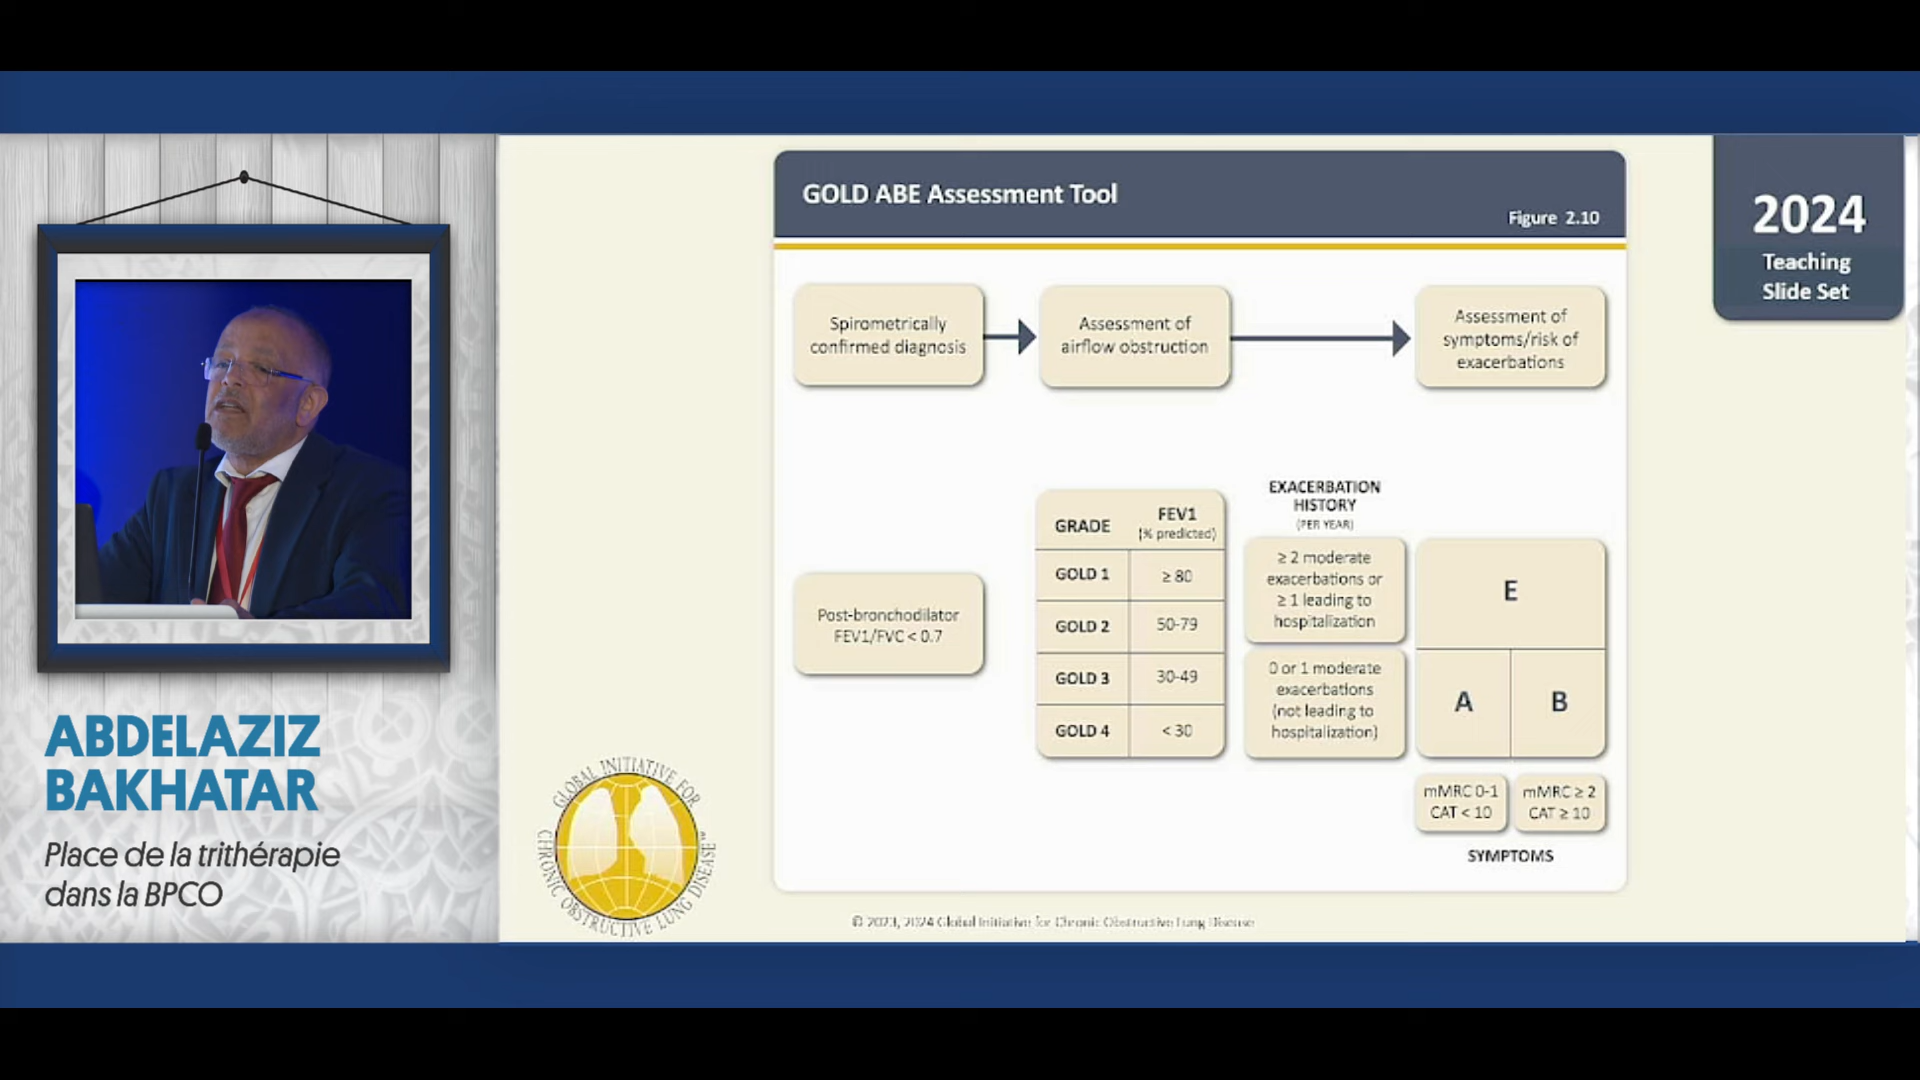 GOLD ABE Assessment Tool
Figure 2.10
2024
Teaching
Slide Set
Spirometrically
confirmed diagnosis
Assessment of
airflow obstruction
Assessment of
symptoms/risk of
exacerbations
Post-bronchodilator
FEV1/FVC < 0.7
GRADE
FEV1
(% predicted)
GOLD 1
≥ 80
GOLD 2
50-79
GOLD 3
30-49
GOLD 4
< 30
EXACERBATION
HISTORY
(PER YEAR)
≥ 2 moderate
exacerbations or
≥ 1 leading to
hospitalization
0 or 1 moderate
exacerbations
(not leading to
hospitalization)
E
A
B
mMRC 0-1
CAT < 10
mMRC ≥ 2
CAT ≥ 10
SYMPTOMS
ABDELAZIZ
BAKHATAR
Place de la trithérapie
dans la BPCO
GLOBAL INITIATIVE FOR
CHRONIC OBSTRUCTIVE LUNG DISEASE
© 2023, 2024 Global Initiative for Chronic Obstructive Lung Disease